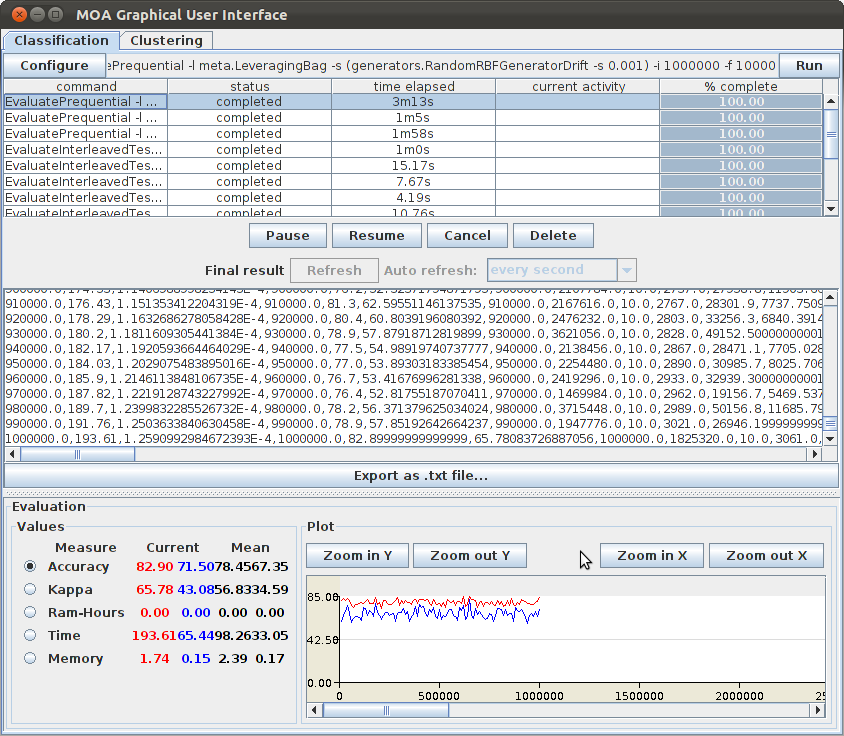 MOA Graphical User Interface
Classification Clustering
Configure ePrequential -l meta.LeveragingBag -s (generators.RandomRBFGeneratorDrift -s 0.001) -i 1000000 -f 10000 Run
command status time elapsed current activity % complete
EvaluatePrequential -l ... completed 3m13s 100.00
EvaluatePrequential -l ... completed 1m5s 100.00
EvaluatePrequential -l ... completed 1m58s 100.00
EvaluateInterleavedTes... completed 1m0s 100.00
EvaluateInterleavedTes... completed 15.17s 100.00
EvaluateInterleavedTes... completed 7.67s 100.00
EvaluateInterleavedTes... completed 4.19s 100.00
EvaluateInterleavedTes... completed 10.76s 100.00
Pause Resume Cancel Delete
Final result Refresh Auto refresh: every second
910000.0,176.43,1.15135341220431​9E-4,910000.0,81.3,62.59551146137535,910000.0,2167616.0,10.0,2767.0,28301.9,7737.7509
920000.0,178.29,1.1632686278058428E-4,920000.0,80.4,60.8039196080392,920000.0,2476232.0,10.0,2803.0,33256.3,6840.3914
930000.0,180.2,1.1811609305441384E-4,930000.0,78.9,57.87918712819899,930000.0,3621056.0,10.0,2828.0,49152.5000000001
940000.0,182.17,1.1920593664464029E-4,940000.0,77.5,54.98919740737777,940000.0,2138456.0,10.0,2867.0,28471.1,7705.028
950000.0,184.03,1.2029075483895016E-4,950000.0,77.0,53.89303183385454,950000.0,2254480.0,10.0,2890.0,30985.7,8025.706
960000.0,185.9,1.2146113848106735E-4,960000.0,76.7,53.41676996281338,960000.0,2419296.0,10.0,2933.0,32939.30000000001
970000.0,187.82,1.2219128743227992E-4,970000.0,76.4,52.81755187070411,970000.0,1469984.0,10.0,2962.0,19156.7,5469.537
980000.0,189.7,1.2399832285526732E-4,980000.0,78.2,56.371379625034024,980000.0,3715448.0,10.0,2989.0,50156.8,11685.79
990000.0,191.76,1.2503633840630458E-4,990000.0,78.9,57.85192642664237,990000.0,1947776.0,10.0,3021.0,26946.1999999999
1000000.0,193.61,1.2590992984672393E-4,1000000.0,82.89999999999999,65.78083726887056,1000000.0,1825320.0,10.0,3061.0,
Export as .txt file...
Evaluation
Values Plot
Measure Current Mean
Accuracy 82.90 71.50 78.45 67.35
Kappa 65.78 43.08 56.83 34.59
Ram-Hours 0.00 0.00 0.00 0.00
Time 193.61 65.44 98.26 33.05
Memory 1.74 0.15 2.39 0.17
Zoom in Y Zoom out Y Zoom in X Zoom out X
85.00
42.50
0.00
0 500000 1000000 1500000 2000000 25